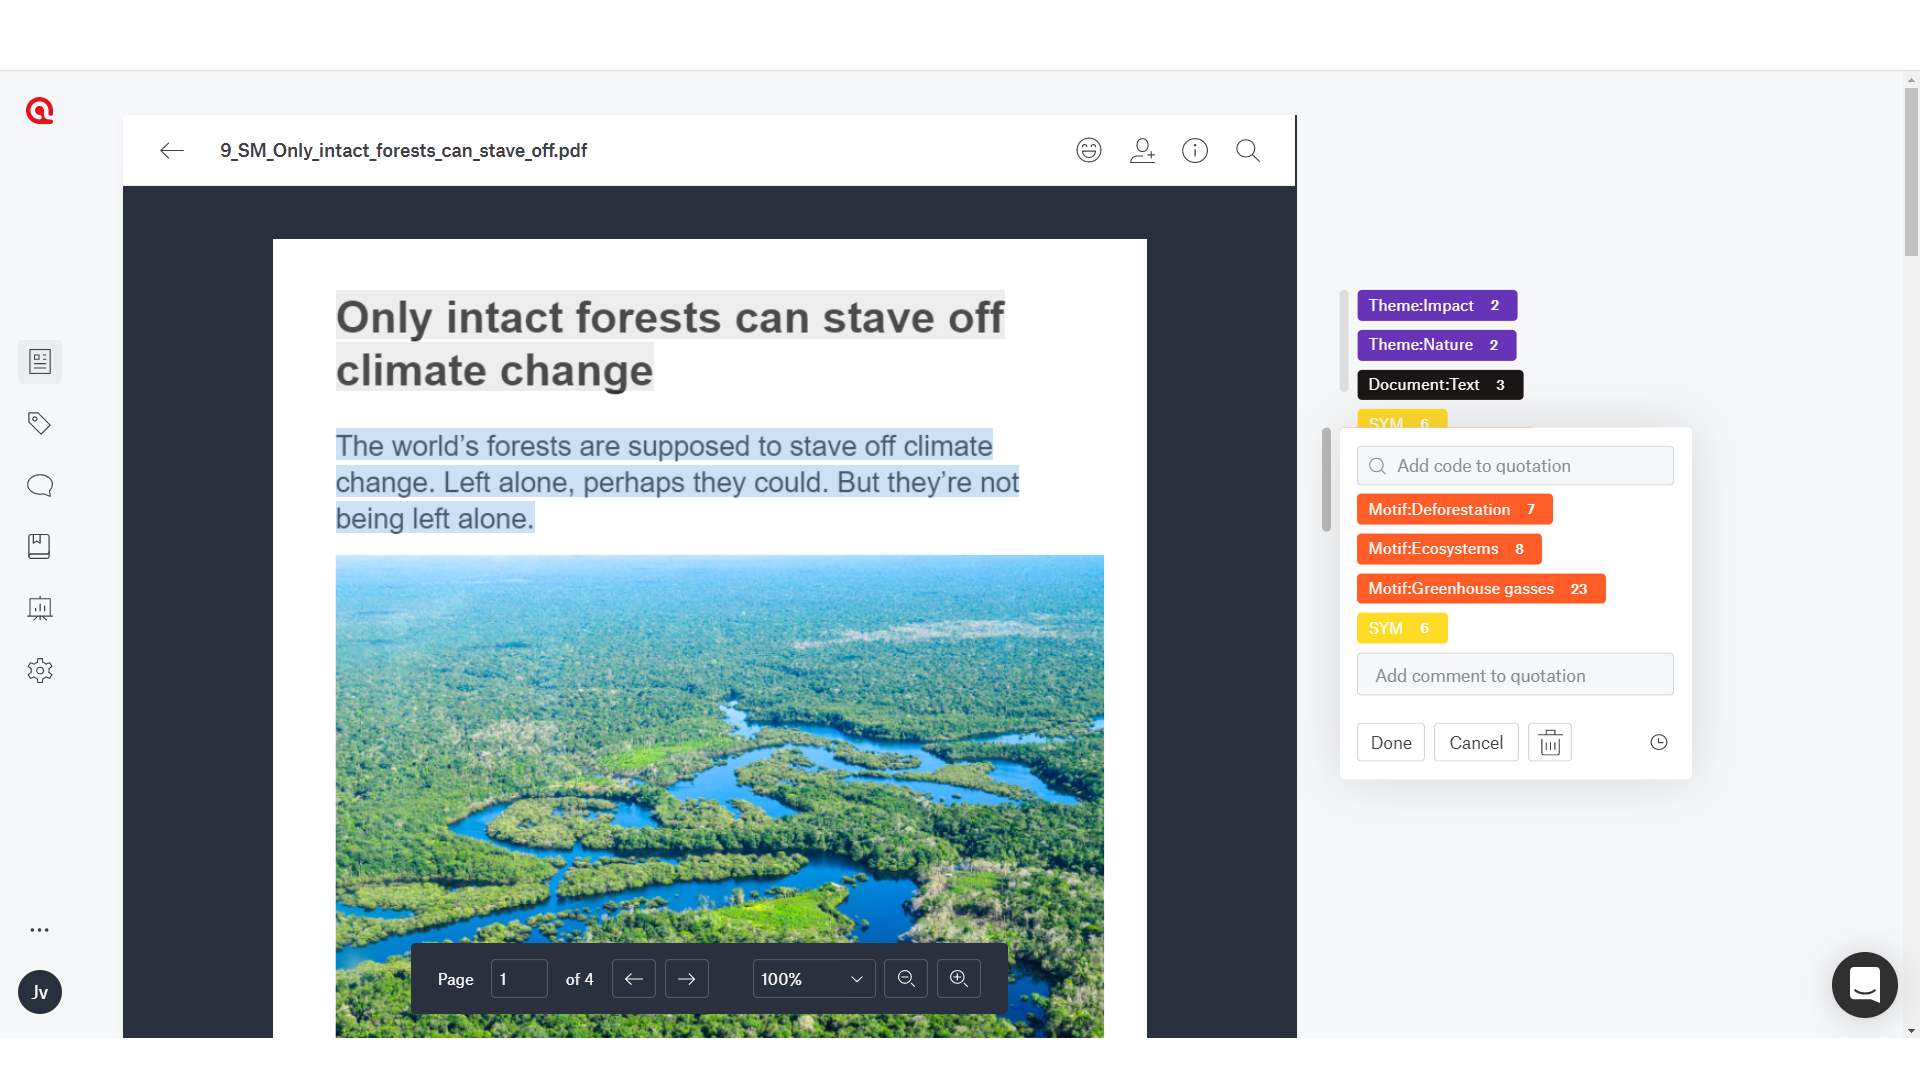 9_SM_Only_intact_forests_can_stave_off.pdf
Only intact forests can stave off
climate change
The world’s forests are supposed to stave off climate
change. Left alone, perhaps they could. But they’re not
being left alone.
Page 1 of 4 100%
Theme:Impact 2
Theme:Nature 2
Document:Text 3
SYM 6
Add code to quotation
Motif:Deforestation 7
Motif:Ecosystems 8
Motif:Greenhouse gasses 23
SYM 6
Add comment to quotation
Done Cancel
Jv